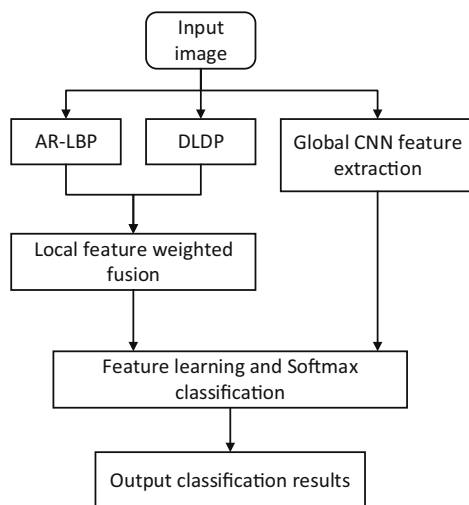 Input
image
AR-LBP
DLDP
Global CNN feature
extraction
Local feature weighted
fusion
Feature learning and Softmax
classification
Output classification results